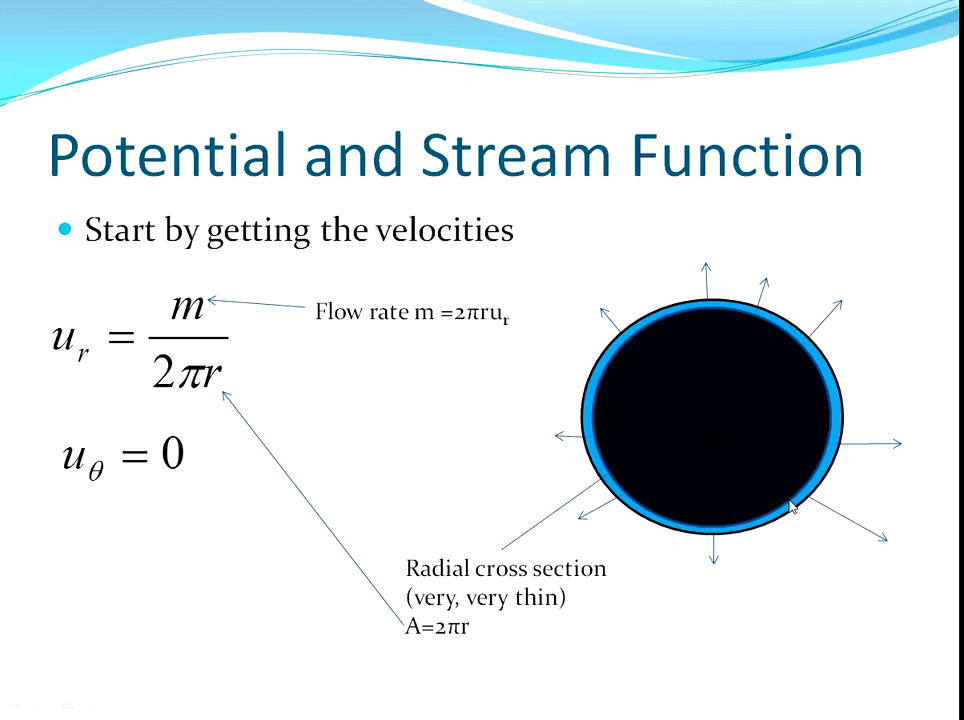 Potential and Stream Function
Start by getting the velocities
u_r = m / 2πr
Flow rate m =2πru_r
u_θ = 0
Radial cross section
(very, very thin)
A=2πr